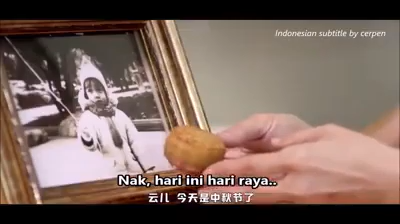 Indonesian subtitle by cerpen
Nak, hari ini hari raya..
云儿 今天是中秋节了